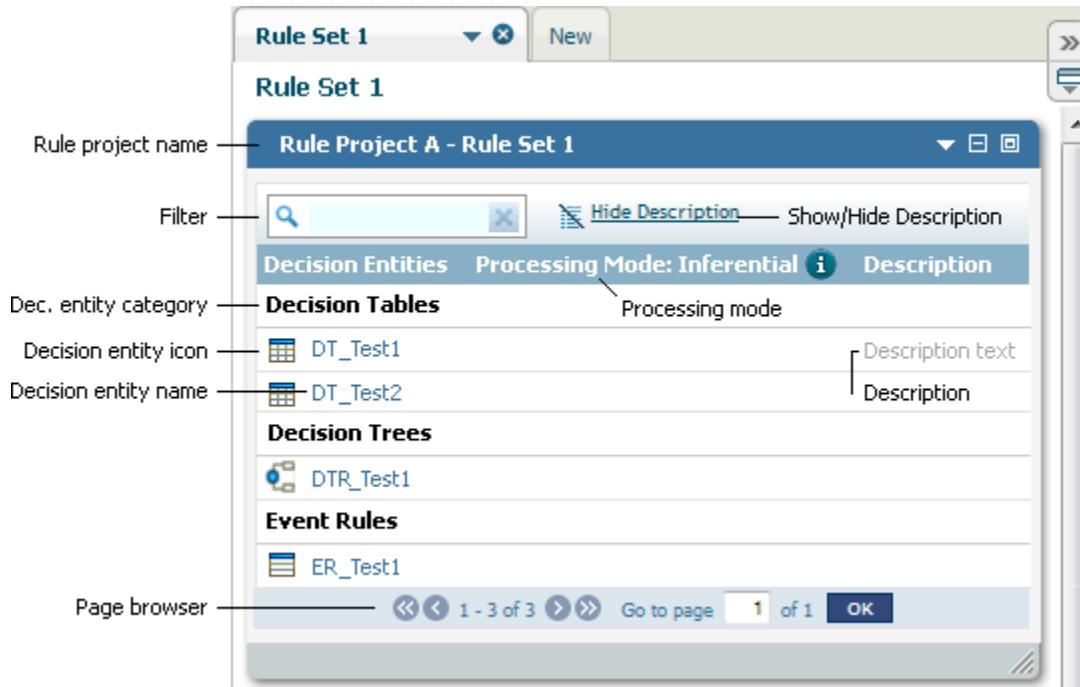 Rule Set 1
New
Rule Set 1
Rule project name
Rule Project A - Rule Set 1
Filter
Hide Description
Show/Hide Description
Decision Entities Processing Mode: Inferential i Description
Dec. entity category
Decision Tables
Processing mode
Decision entity icon
DT_Test1
Description text
Decision entity name
DT_Test2
Description
Decision Trees
DTR_Test1
Event Rules
ER_Test1
Page browser
1 - 3 of 3 Go to page 1 of 1 OK